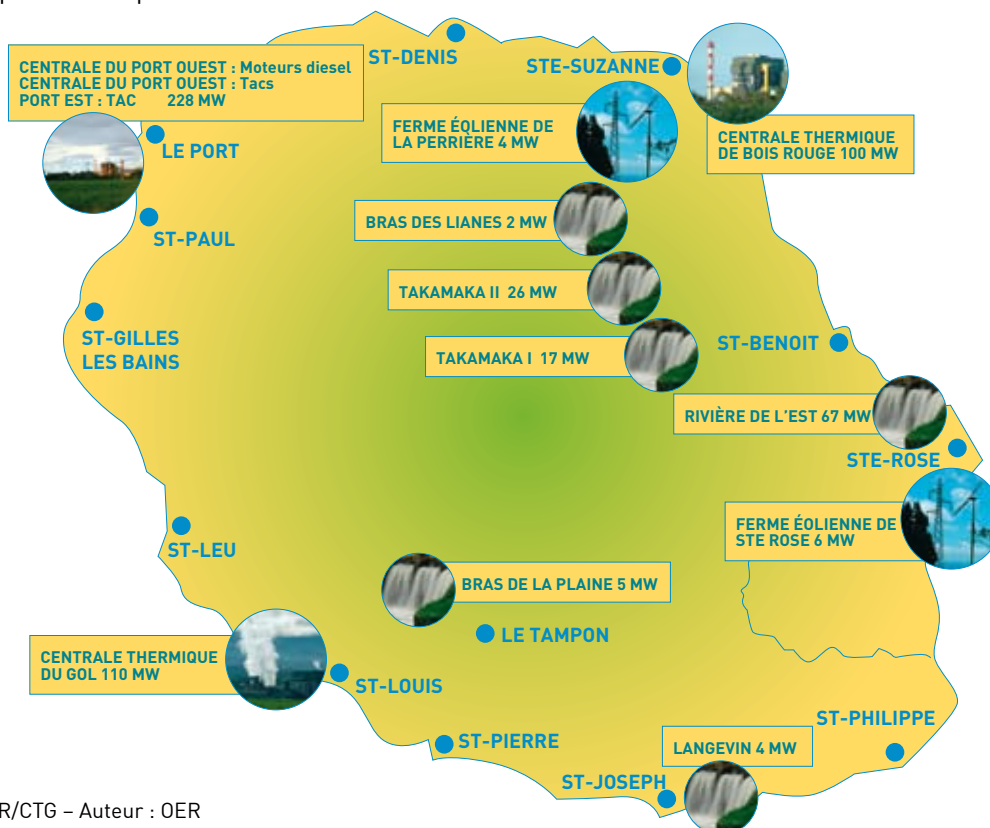 ST-DENIS
STE-SUZANNE
CENTRALE DU PORT OUEST : Moteurs diesel
CENTRALE DU PORT OUEST : Tacs
PORT EST : TAC 228 MW
LE PORT
FERME ÉOLIENNE DE
LA PERRIÈRE 4 MW
CENTRALE THERMIQUE
DE BOIS ROUGE 100 MW
ST-PAUL
BRAS DES LIANES 2 MW
TAKAMAKA II 26 MW
ST-GILLES
LES BAINS
TAKAMAKA I 17 MW
ST-BENOIT
RIVIÈRE DE L'EST 67 MW
STE-ROSE
FERME ÉOLIENNE DE
STE ROSE 6 MW
ST-LEU
BRAS DE LA PLAINE 5 MW
LE TAMPON
CENTRALE THERMIQUE
DU GOL 110 MW
ST-LOUIS
ST-PHILIPPE
ST-PIERRE
LANGEVIN 4 MW
ST-JOSEPH
R/CTG – Auteur : OER